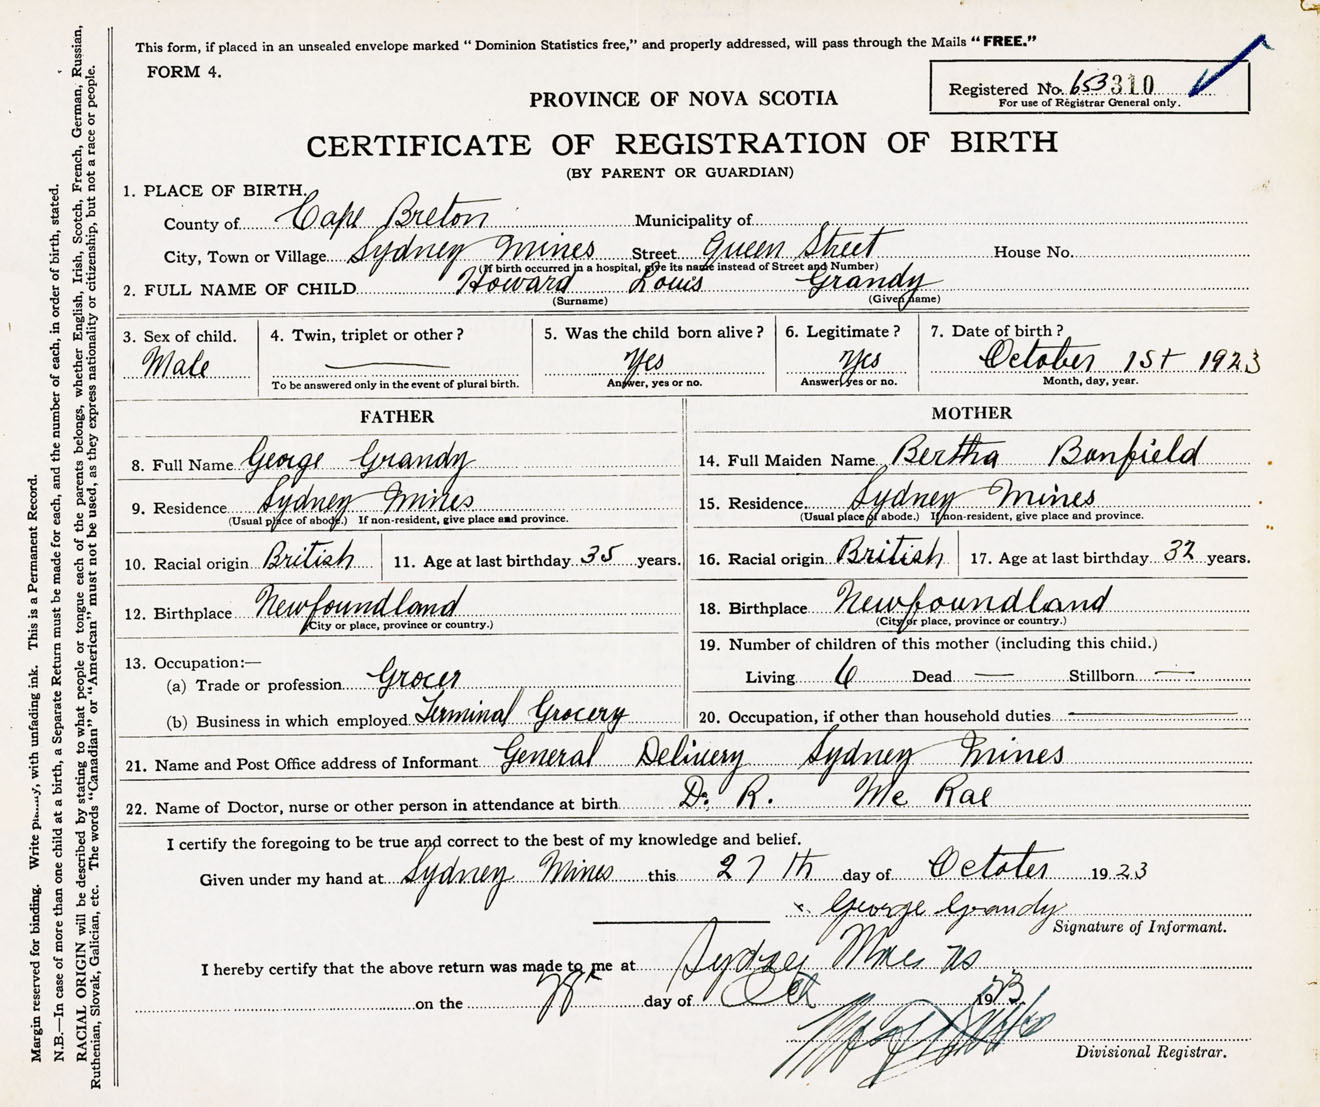 This form, if placed in an unsealed envelope marked “ Dominion Statistics free,” and properly addressed, will pass through the Mails “ FREE.”
FORM 4.
Registered No. 653310
For use of Registrar General only.
PROVINCE OF NOVA SCOTIA
CERTIFICATE OF REGISTRATION OF BIRTH
(BY PARENT OR GUARDIAN)
1. PLACE OF BIRTH.
County of Cape Breton Municipality of
City, Town or Village Sydney Mines Street Queen Street House No.
(If birth occurred in a hospital, give its name instead of Street and Number)
2. FULL NAME OF CHILD Howard Louis Grandy
(Surname) (Given name)
3. Sex of child. 4. Twin, triplet or other ? 5. Was the child born alive ? 6. Legitimate ? 7. Date of birth ?
Male — Yes Yes October 1st 1923
To be answered only in the event of plural birth. Answer, yes or no. Answer, yes or no. Month, day, year.
FATHER MOTHER
8. Full Name George Grandy
9. Residence Sydney Mines
(Usual place of abode.) If non-resident, give place and province.
10. Racial origin British 11. Age at last birthday 35 years.
12. Birthplace Newfoundland
(City or place, province or country.)
13. Occupation:—
(a) Trade or profession Grocer
(b) Business in which employed Terminal Grocery
14. Full Maiden Name Bertha Banfield
15. Residence Sydney Mines
(Usual place of abode.) If non-resident, give place and province.
16. Racial origin British 17. Age at last birthday 32 years.
18. Birthplace Newfoundland
(City or place, province or country.)
19. Number of children of this mother (including this child.)
Living 6 Dead — Stillborn —
20. Occupation, if other than household duties —
21. Name and Post Office address of Informant General Delivery Sydney Mines
22. Name of Doctor, nurse or other person in attendance at birth Dr. R. Mc Rae
I certify the foregoing to be true and correct to the best of my knowledge and belief.
Given under my hand at Sydney Mines this 27th day of October 1923
x George Grandy
Signature of Informant.
I hereby certify that the above return was made to me at Sydney Mines NS
on the 28th day of Oct 1923
Divisional Registrar.
Margin reserved for binding. Write with unfading ink. This is a Permanent Record.
N.B.—In case of more than one child at a birth, a Separate Return must be made for each, and the number of each, in order of birth, stated.
RACIAL ORIGIN will be described by stating to what people or tongue each of the parents belongs, whether English, Irish, Scotch, French, German, Russian,
Ruthenian, Slovak, Galician, etc. The words “Canadian” or “American” must not be used, as they express nationality or citizenship, but not a race or people.